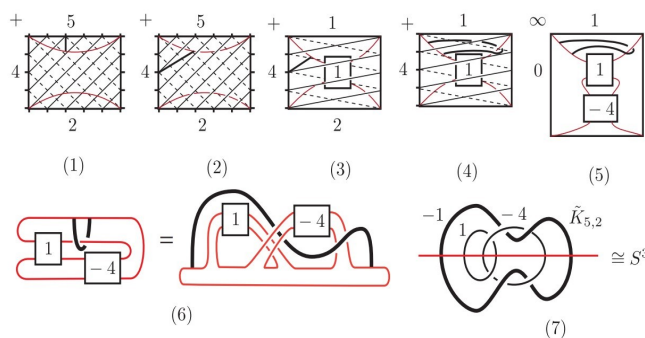 + 5 + + 1 + 1 ∞ 1
4 4 4 1 4 1 0 1
− 4
2 2 2
(1) (2) (3) (4) (5)
1 − 4 = 1 − 4
−1 1 −4 K̃₅,₂ ≅ S³
(6) (7)